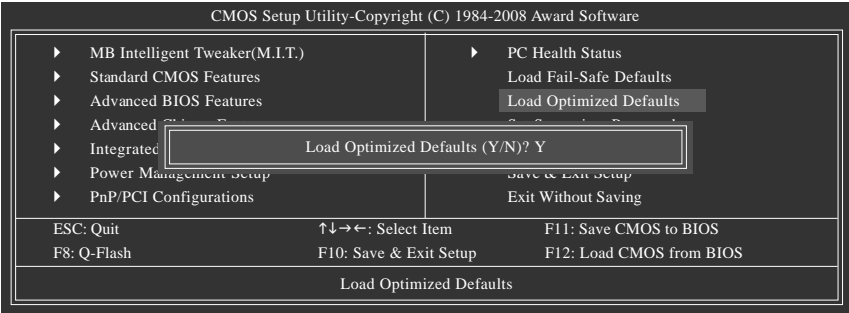 CMOS Setup Utility-Copyright (C) 1984-2008 Award Software
MB Intelligent Tweaker(M.I.T.)
Standard CMOS Features
Advanced BIOS Features
Advanced
Integrated
Power Management Setup
PnP/PCI Configurations
PC Health Status
Load Fail-Safe Defaults
Load Optimized Defaults
Save & Exit Setup
Exit Without Saving
Load Optimized Defaults (Y/N)? Y
ESC: Quit ↑↓→←: Select Item F11: Save CMOS to BIOS
F8: Q-Flash F10: Save & Exit Setup F12: Load CMOS from BIOS
Load Optimized Defaults